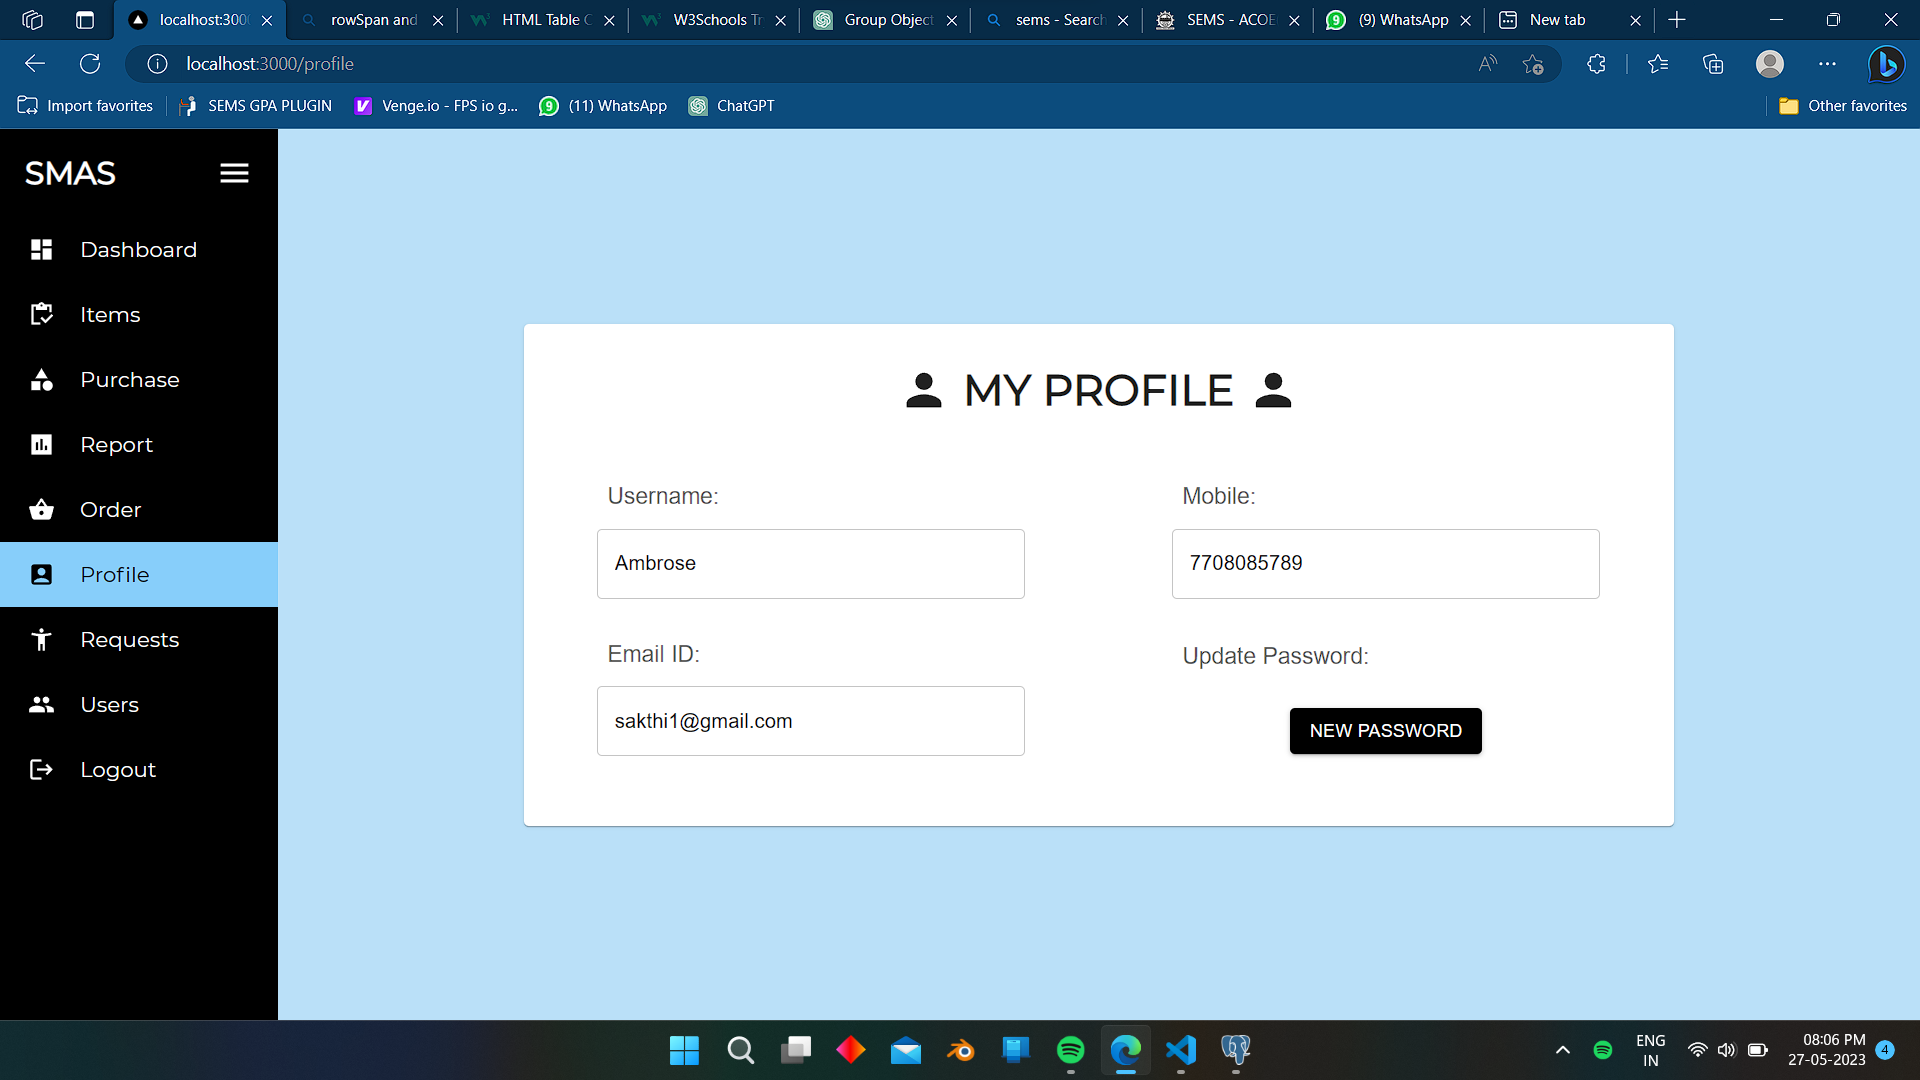 localhost:300
rowSpan and
HTML Table C
W3Schools Tr
Group Object
sems - Search
SEMS - ACOE
(9) WhatsApp
New tab
localhost:3000/profile
Import favorites
SEMS GPA PLUGIN
Venge.io - FPS io g...
(11) WhatsApp
ChatGPT
Other favorites
SMAS
Dashboard
Items
Purchase
Report
Order
Profile
Requests
Users
Logout
MY PROFILE
Username:
Ambrose
Mobile:
7708085789
Email ID:
sakthi1@gmail.com
Update Password:
NEW PASSWORD
ENG
IN
08:06 PM
27-05-2023
4